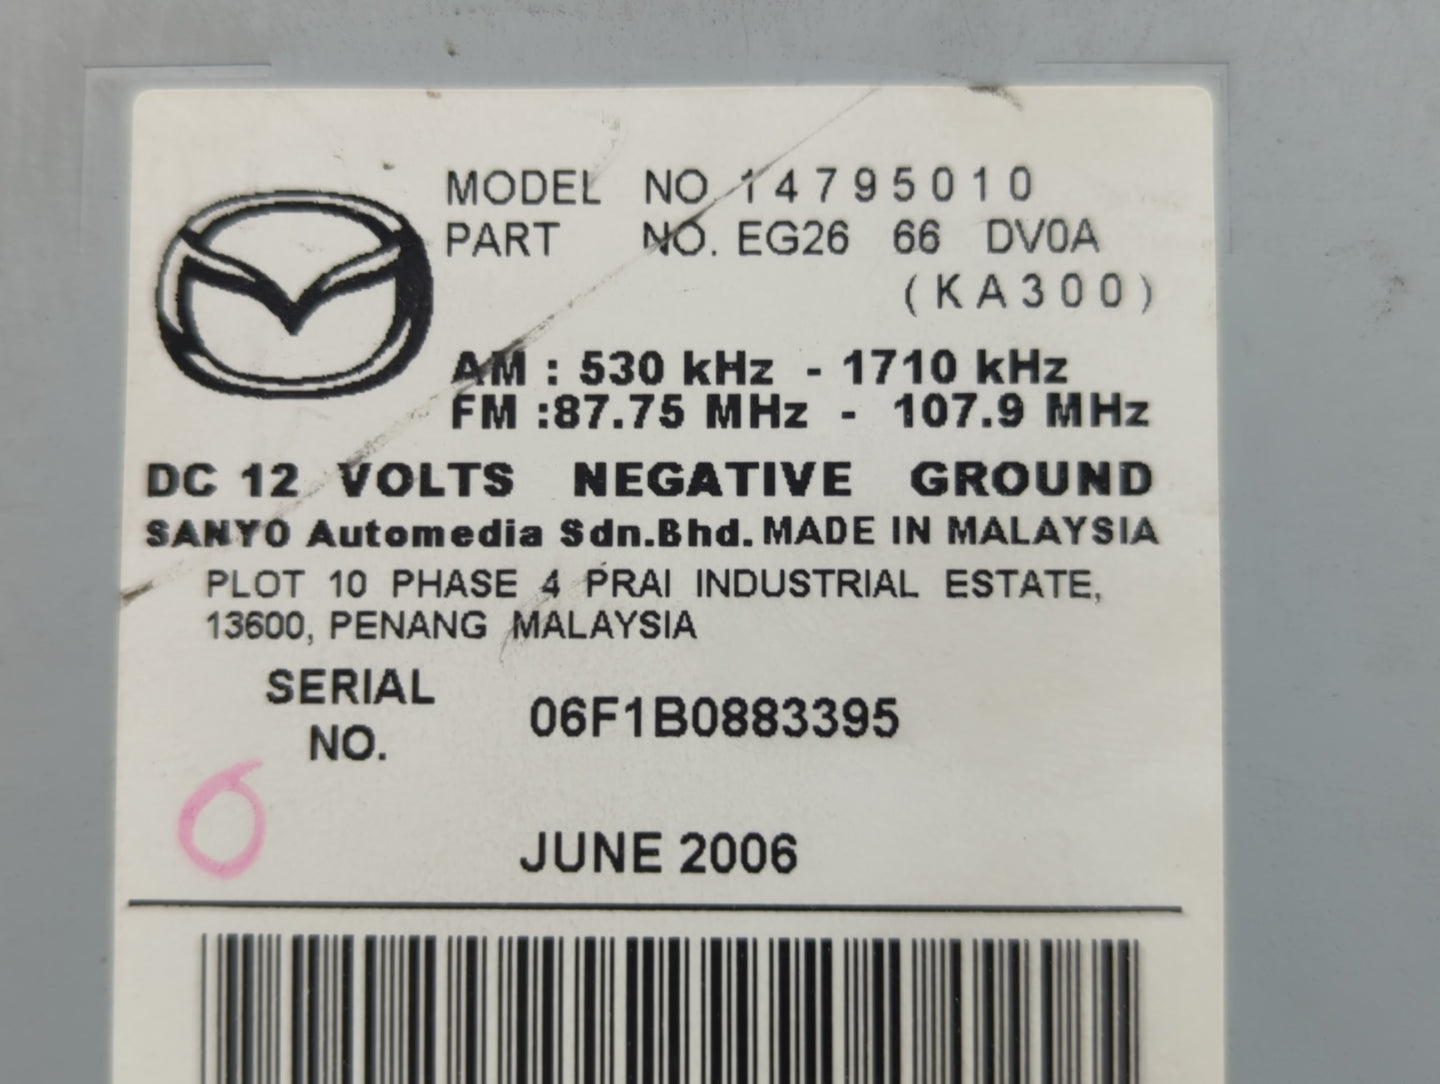 MODEL NO 14795010
PART NO. EG26 66 DV0A
(KA300)
AM : 530 kHz - 1710 kHz
FM :87.75 MHz - 107.9 MHz
DC 12 VOLTS NEGATIVE GROUND
SANYO Automedia Sdn.Bhd. MADE IN MALAYSIA
PLOT 10 PHASE 4 PRAI INDUSTRIAL ESTATE,
13600, PENANG MALAYSIA
SERIAL
NO.
06F1B0883395
JUNE 2006